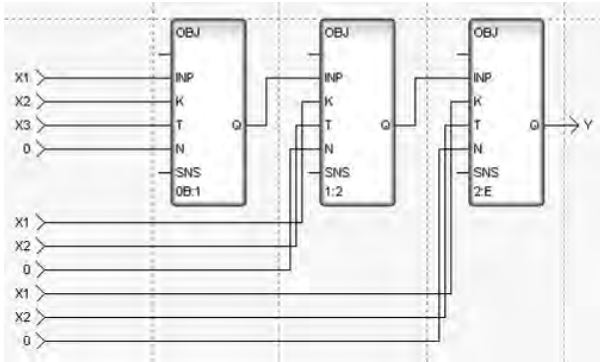 OBJ OBJ OBJ
X1 INP INP INP
X2 K K K
X3 T Q T Q T Q Y
0 N N N
SNS SNS SNS
0B:1 1:2 2:E
X1
X2
0
X1
X2
0